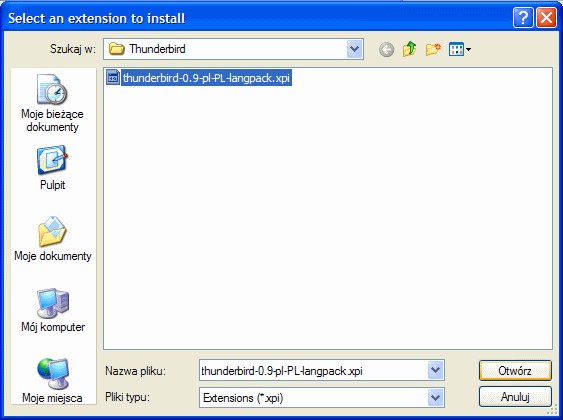 Select an extension to install
Szukaj w:
Thunderbird
thunderbird-0.9-pl-PL-langpack.xpi
Moje bieżące
dokumenty
Pulpit
Moje dokumenty
Mój komputer
Moje miejsca
Nazwa pliku:
thunderbird-0.9-pl-PL-langpack.xpi
Otwórz
Pliki typu:
Extensions (*.xpi)
Anuluj